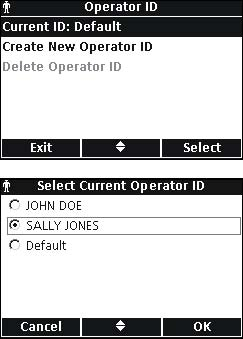 Operator ID
Current ID: Default
Create New Operator ID
Delete Operator ID
Exit
Select
Select Current Operator ID
JOHN DOE
SALLY JONES
Default
Cancel
OK